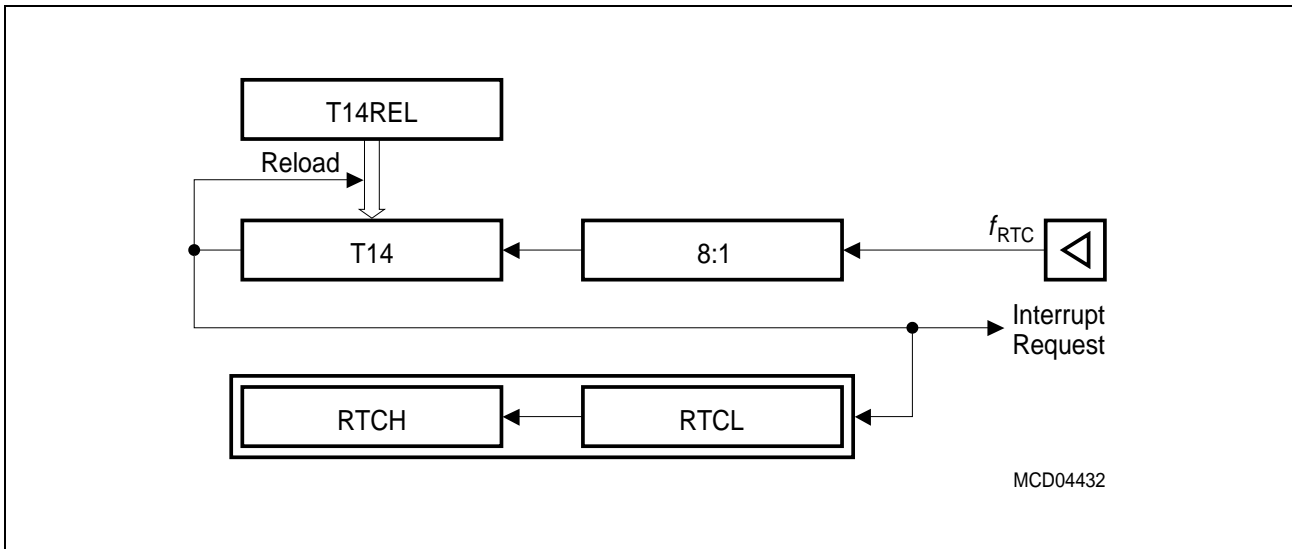 T14REL
Reload
fRTC
T14
8:1
Interrupt
Request
RTCH
RTCL
MCD04432